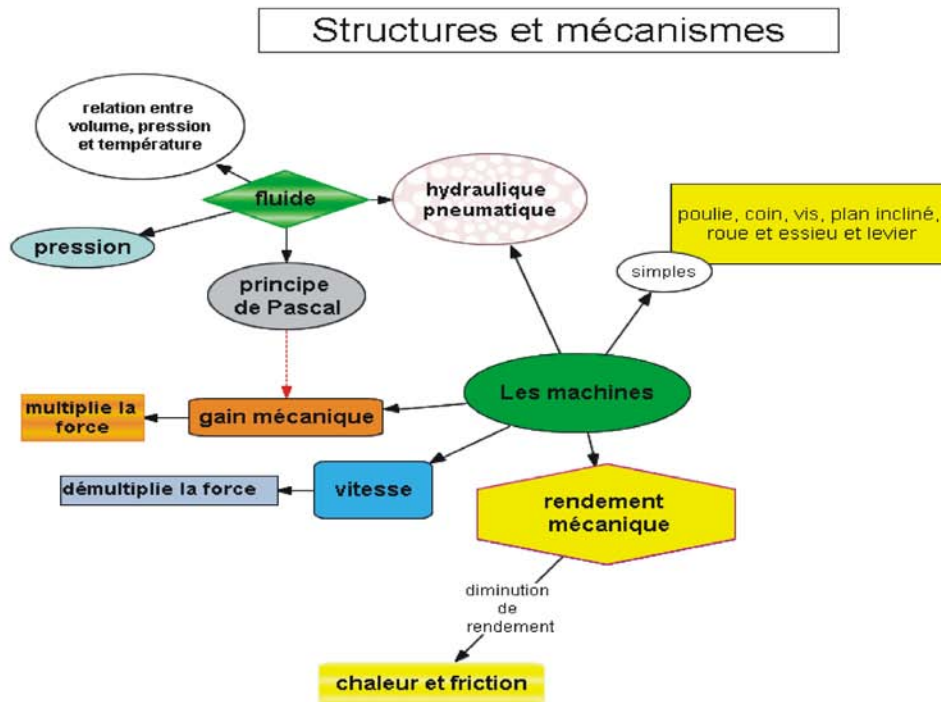 Structures et mécanismes
relation entre
volume, pression
et température
fluide
hydraulique
pneumatique
poulie, coin, vis, plan incliné,
roue et essieu et levier
pression
simples
principe
de Pascal
Les machines
multiplie la
force
gain mécanique
démultiplie la force
vitesse
rendement
mécanique
diminution
de
rendement
chaleur et friction